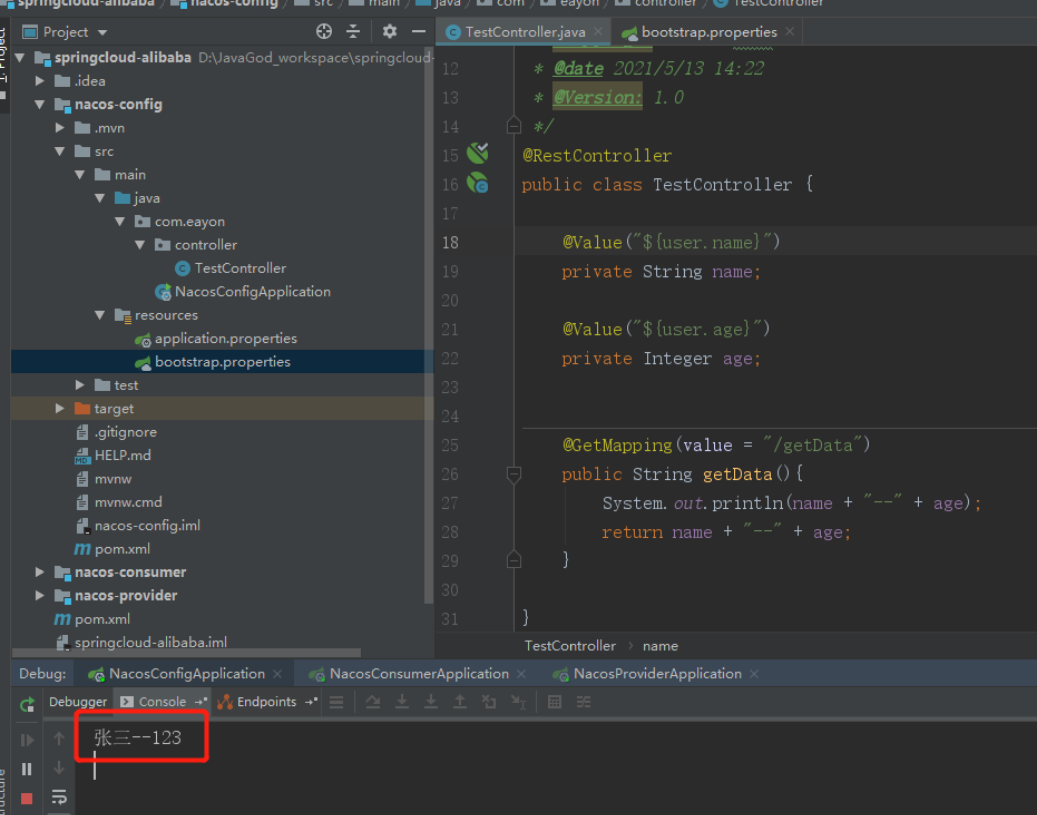 springcloud-alibaba nacos-config src main java com eayon controller TestController
Project
TestController.java
bootstrap.properties
1: Project
springcloud-alibaba D:\JavaGod_workspace\springcloud-
.idea
nacos-config
.mvn
src
main
java
com.eayon
controller
TestController
NacosConfigApplication
resources
application.properties
bootstrap.properties
test
target
.gitignore
HELP.md
mvnw
mvnw.cmd
nacos-config.iml
pom.xml
nacos-consumer
nacos-provider
pom.xml
springcloud-alibaba.iml
12 * @date 2021/5/13 14:22
13 * @Version: 1.0
14 */
15 @RestController
16 public class TestController {
17
18 @Value("${user.name}")
19 private String name;
20
21 @Value("${user.age}")
22 private Integer age;
23
24
25 @GetMapping(value = "/getData")
26 public String getData(){
27 System.out.println(name + "--" + age);
28 return name + "--" + age;
29 }
30
31 }
TestController › name
Debug: NacosConfigApplication NacosConsumerApplication NacosProviderApplication
Debugger Console Endpoints
张三--123